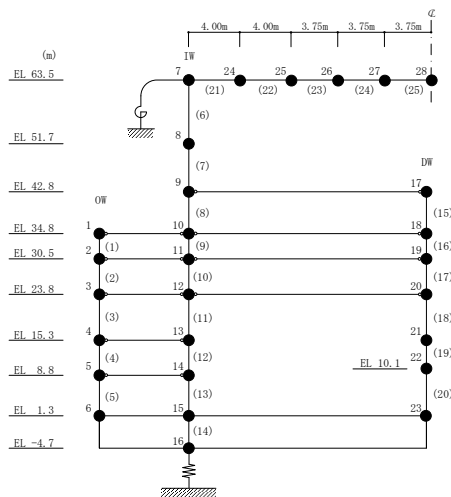 ℄
4.00m 4.00m 3.75m 3.75m 3.75m
(m) IW
EL 63.5 7 24 25 26 27 28
(21) (22) (23) (24) (25)
(6)
EL 51.7 8
(7) DW
EL 42.8 9 17
OW (8) (15)
EL 34.8 1 10 18
(1) (9) (16)
EL 30.5 2 11 19
(2) (10) (17)
EL 23.8 3 12 20
(3) (11) (18)
EL 15.3 4 13 21
(4) (12) (19)
EL 10.1 22
EL 8.8 5 14
(5) (13) (20)
EL 1.3 6 15 23
(14)
EL -4.7 16